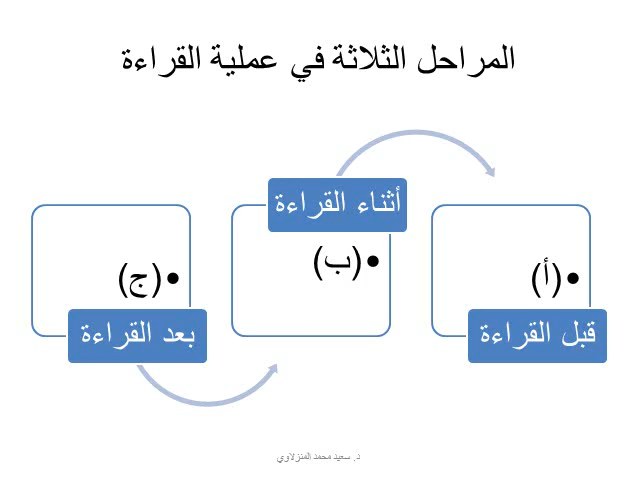 المراحل الثلاثة في عملية القراءة
•(أ)
قبل القراءة
أثناء القراءة
•(ب)
•(ج)
بعد القراءة
د. سعيد محمد المنزلاوي